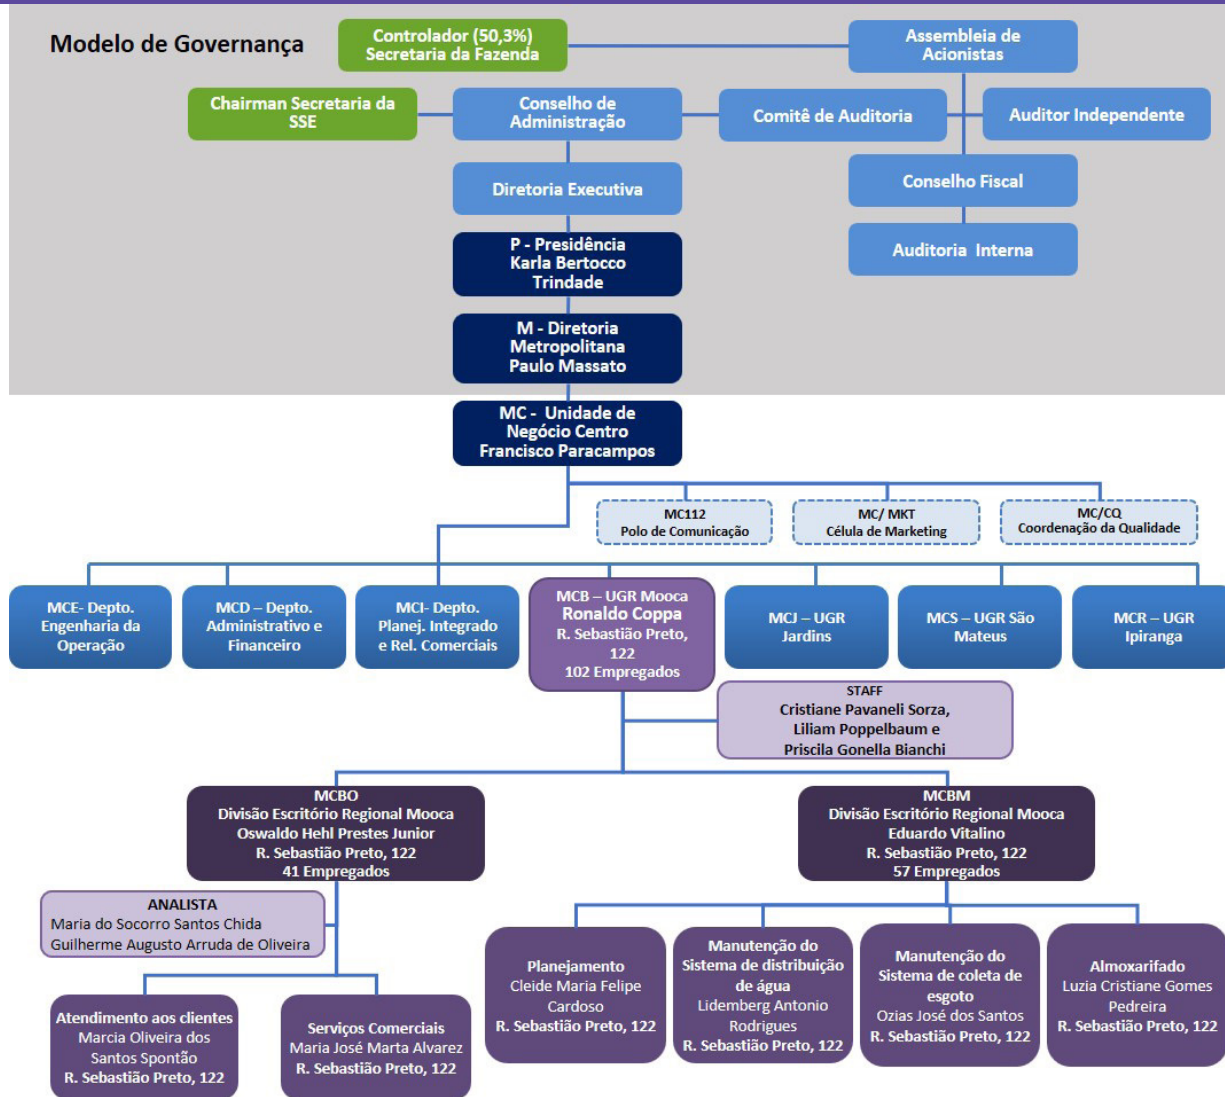 Modelo de Governança
Controlador (50,3%)
Secretaria da Fazenda
Assembleia de
Acionistas
Chairman Secretaria da
SSE
Conselho de
Administração
Comitê de Auditoria
Auditor Independente
Diretoria Executiva
Conselho Fiscal
P - Presidência
Karla Bertocco
Trindade
Auditoria Interna
M - Diretoria
Metropolitana
Paulo Massato
MC - Unidade de
Negócio Centro
Francisco Paracampos
MC112
Polo de Comunicação
MC/ MKT
Célula de Marketing
MC/CQ
Coordenação da Qualidade
MCE- Depto.
Engenharia da
Operação
MCD – Depto.
Administrativo e
Financeiro
MCI- Depto.
Planej. Integrado
e Rel. Comerciais
MCB – UGR Mooca
Ronaldo Coppa
R. Sebastião Preto,
122
102 Empregados
MCJ – UGR
Jardins
MCS – UGR São
Mateus
MCR – UGR
Ipiranga
STAFF
Cristiane Pavaneli Sorza,
Liliam Poppelbaum e
Priscila Gonella Bianchi
MCBO
Divisão Escritório Regional Mooca
Oswaldo Hehl Prestes Junior
R. Sebastião Preto, 122
41 Empregados
MCBM
Divisão Escritório Regional Mooca
Eduardo Vitalino
R. Sebastião Preto, 122
57 Empregados
ANALISTA
Maria do Socorro Santos Chida
Guilherme Augusto Arruda de Oliveira
Planejamento
Cleide Maria Felipe
Cardoso
R. Sebastião Preto, 122
Manutenção do
Sistema de distribuição
de água
Lidemberg Antonio
Rodrigues
R. Sebastião Preto, 122
Manutenção do
Sistema de coleta de
esgoto
Ozias José dos Santos
R. Sebastião Preto, 122
Almoxarifado
Luzia Cristiane Gomes
Pedreira
R. Sebastião Preto, 122
Atendimento aos clientes
Marcia Oliveira dos
Santos Spontão
R. Sebastião Preto, 122
Serviços Comerciais
Maria José Marta Alvarez
R. Sebastião Preto, 122